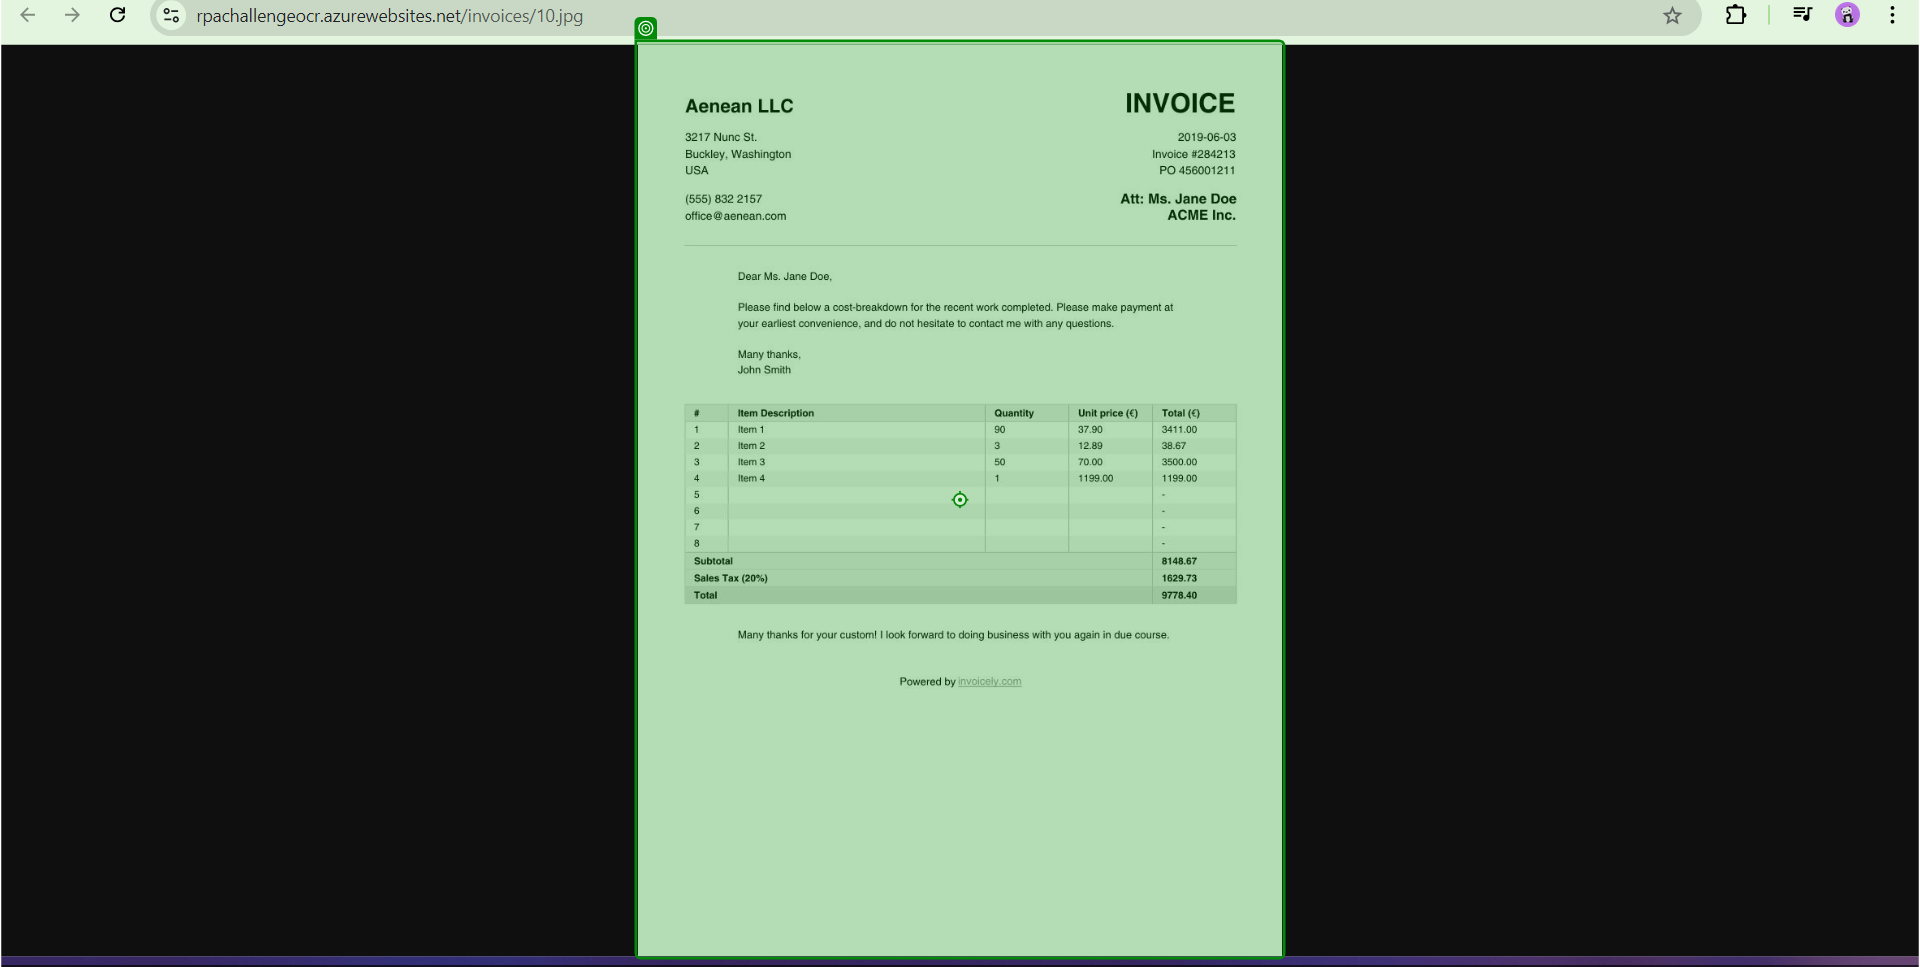 rpachallengeocr.azurewebsites.net/invoices/10.jpg
Aenean LLC
INVOICE
3217 Nunc St.
Buckley, Washington
USA
2019-06-03
Invoice #284213
PO 456001211
(555) 832 2157
office@aenean.com
Att: Ms. Jane Doe
ACME Inc.
Dear Ms. Jane Doe,
Please find below a cost-breakdown for the recent work completed. Please make payment at
your earliest convenience, and do not hesitate to contact me with any questions.
Many thanks,
John Smith
# Item Description Quantity Unit price (€) Total (€)
1 Item 1 90 37.90 3411.00
2 Item 2 3 12.89 38.67
3 Item 3 50 70.00 3500.00
4 Item 4 1 1199.00 1199.00
5 -
6 -
7 -
8 -
Subtotal 8148.67
Sales Tax (20%) 1629.73
Total 9778.40
Many thanks for your custom! I look forward to doing business with you again in due course.
Powered by invoicely.com